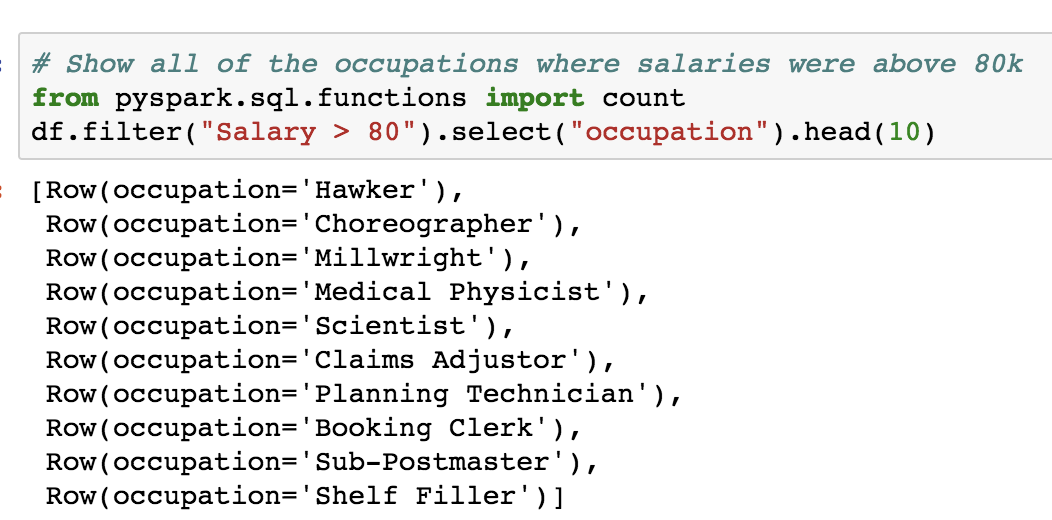 # Show all of the occupations where salaries were above 80k
from pyspark.sql.functions import count
df.filter("Salary > 80").select("occupation").head(10)
[Row(occupation='Hawker'),
 Row(occupation='Choreographer'),
 Row(occupation='Millwright'),
 Row(occupation='Medical Physicist'),
 Row(occupation='Scientist'),
 Row(occupation='Claims Adjustor'),
 Row(occupation='Planning Technician'),
 Row(occupation='Booking Clerk'),
 Row(occupation='Sub-Postmaster'),
 Row(occupation='Shelf Filler')]